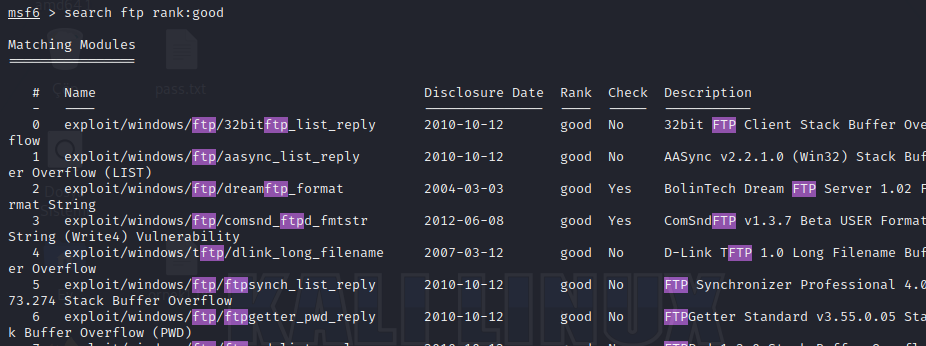 msf6 > search ftp rank:good
Matching Modules
================
# Name Disclosure Date Rank Check Description
- ---- --------------- ---- ----- -----------
0 exploit/windows/ftp/32bitftp_list_reply 2010-10-12 good No 32bit FTP Client Stack Buffer Ove
rflow
1 exploit/windows/ftp/aasync_list_reply 2010-10-12 good No AASync v2.2.1.0 (Win32) Stack Buf
er Overflow (LIST)
2 exploit/windows/ftp/dreamftp_format 2004-03-03 good Yes BolinTech Dream FTP Server 1.02 F
rmat String
3 exploit/windows/ftp/comsnd_ftpd_fmtstr 2012-06-08 good Yes ComSndFTP v1.3.7 Beta USER Format
String (Write4) Vulnerability
4 exploit/windows/tftp/dlink_long_filename 2007-03-12 good No D-Link TFTP 1.0 Long Filename Buf
er Overflow
5 exploit/windows/ftp/ftpsynch_list_reply 2010-10-12 good No FTP Synchronizer Professional 4.0
73.274 Stack Buffer Overflow
6 exploit/windows/ftp/ftpgetter_pwd_reply 2010-10-12 good No FTPGetter Standard v3.55.0.05 Sta
k Buffer Overflow (PWD)
pass.txt
KALI LINUX